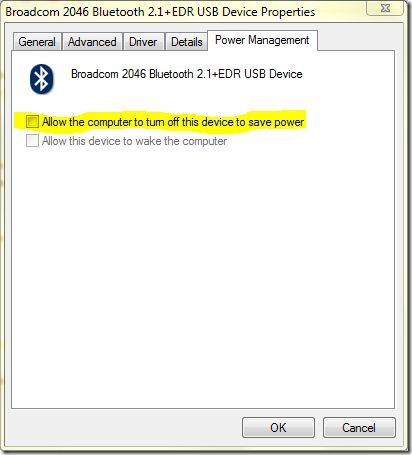 Broadcom 2046 Bluetooth 2.1+EDR USB Device Properties
General Advanced Driver Details Power Management
Broadcom 2046 Bluetooth 2.1+EDR USB Device
Allow the computer to turn off this device to save power
Allow this device to wake the computer
OK Cancel